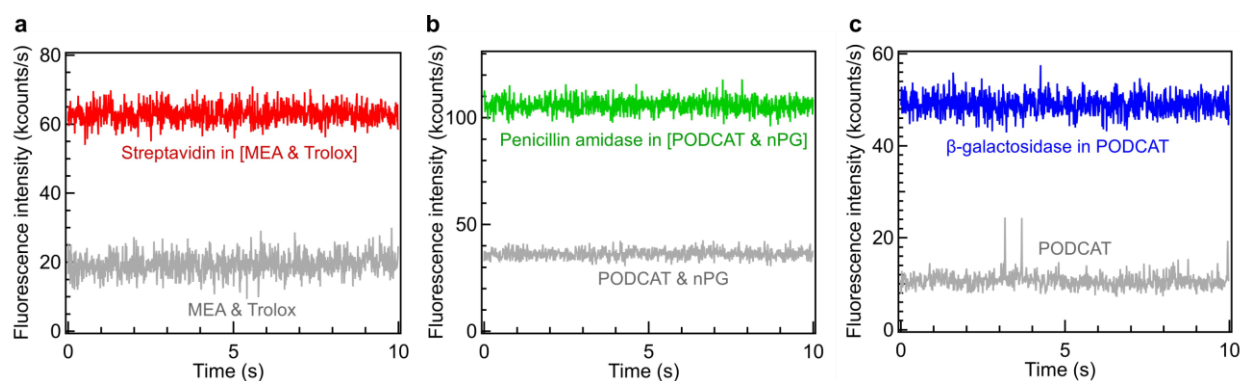 a
Fluorescence intensity (kcounts/s)
80
60
40
20
0
Streptavidin in [MEA & Trolox]
MEA & Trolox
0
5
10
Time (s)
b
Fluorescence intensity (kcounts/s)
100
50
0
Penicillin amidase in [PODCAT & nPG]
PODCAT & nPG
0
5
10
Time (s)
c
Fluorescence intensity (kcounts/s)
60
40
20
0
β-galactosidase in PODCAT
PODCAT
0
5
10
Time (s)